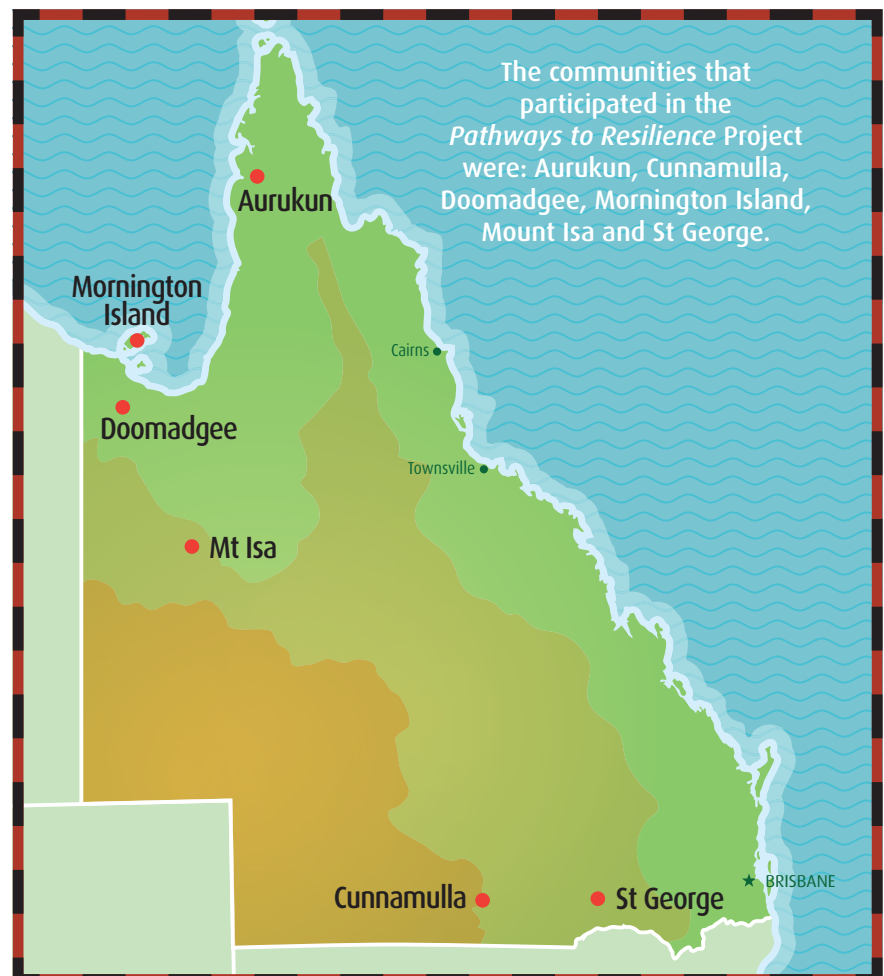 The communities that
participated in the
Pathways to Resilience Project
were: Aurukun, Cunnamulla,
Doomadgee, Mornington Island,
Mount Isa and St George.
Aurukun
Mornington
Island
Cairns
Doomadgee
Townsville
Mt Isa
BRISBANE
Cunnamulla
St George